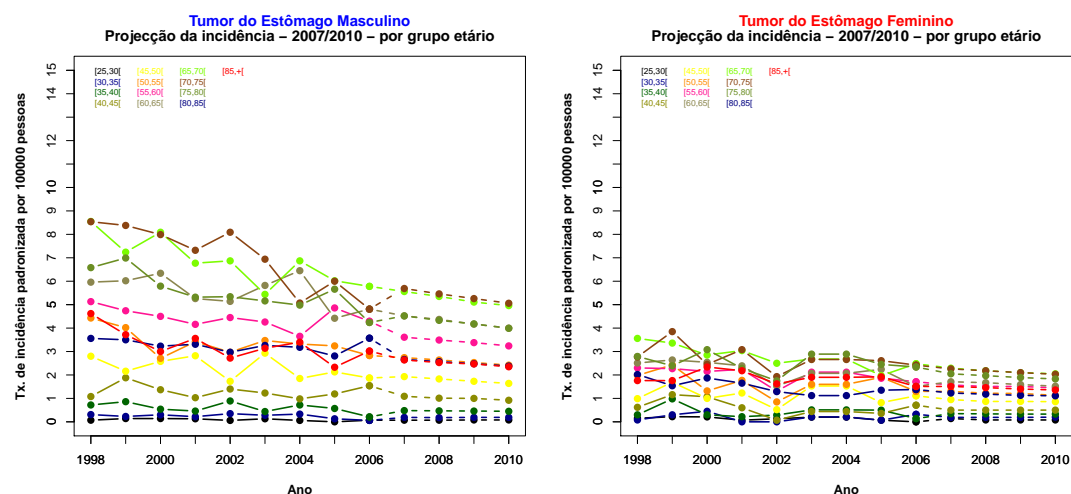 Tumor do Estômago Masculino
Projecção da incidência – 2007/2010 – por grupo etário
[25,30[ [45,50[ [65,70[ [85,+[
[30,35[ [50,55[ [70,75[
[35,40[ [55,60[ [75,80[
[40,45[ [60,65[ [80,85[
Tx. de incidência padronizada por 100000 pessoas
15
14
12
11
9
8
7
6
5
4
3
2
1
0
1998 2000 2002 2004 2006 2008 2010
Ano
Tumor do Estômago Feminino
Projecção da incidência – 2007/2010 – por grupo etário
[25,30[ [45,50[ [65,70[ [85,+[
[30,35[ [50,55[ [70,75[
[35,40[ [55,60[ [75,80[
[40,45[ [60,65[ [80,85[
Tx. de incidência padronizada por 100000 pessoas
15
14
12
11
9
8
7
6
5
4
3
2
1
0
1998 2000 2002 2004 2006 2008 2010
Ano